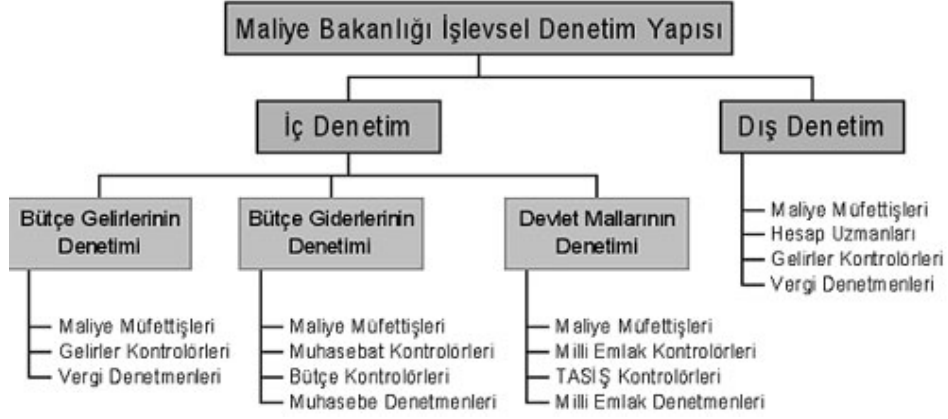 Maliye Bakanlığı İşlevsel Denetim Yapısı
İç Denetim
Dış Denetim
Bütçe Gelirlerinin
Denetimi
Bütçe Giderlerinin
Denetimi
Devlet Mallarının
Denetimi
Maliye Müfettişleri
Hesap Uzmanları
Gelirler Kontrolörleri
Vergi Denetmenleri
Maliye Müfettişleri
Gelirler Kontrolörleri
Vergi Denetmenleri
Maliye Müfettişleri
Muhasebat Kontrolörleri
Bütçe Kontrolörleri
Muhasebe Denetmenleri
Maliye Müfettişleri
Milli Emlak Kontrolörleri
TASİŞ Kontrolörleri
Milli Emlak Denetmenleri